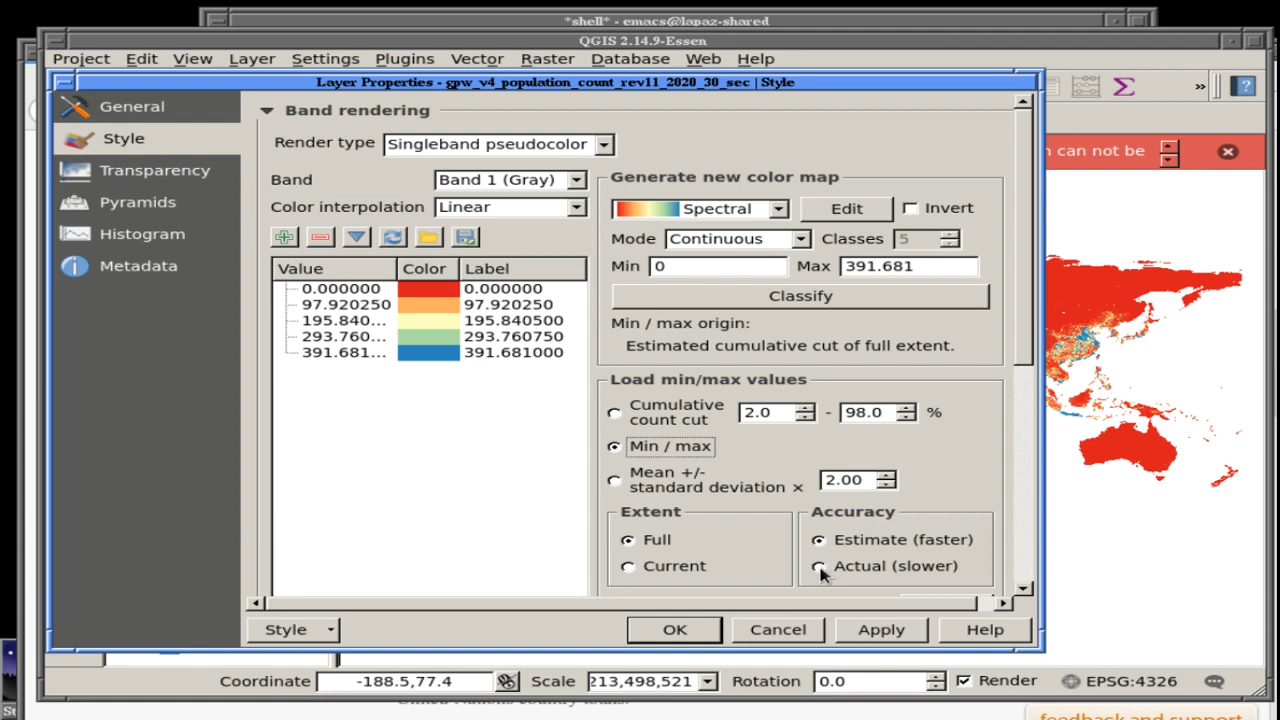 *shell* - emacs@lapaz-shared
QGIS 2.14.9-Essen
Project Edit View Layer Settings Plugins Vector Raster Database Web Help
Layer Properties - gpw_v4_population_count_rev11_2020_30_sec | Style
General
Style
Transparency
Pyramids
Histogram
Metadata
Band rendering
Render type Singleband pseudocolor
Band Band 1 (Gray)
Color interpolation Linear
Value Color Label
0.000000 0.000000
97.920250 97.920250
195.840... 195.840500
293.760... 293.760750
391.681... 391.681000
Generate new color map
Spectral Edit Invert
Mode Continuous Classes 5
Min 0 Max 391.681
Classify
Min / max origin:
Estimated cumulative cut of full extent.
Load min/max values
Cumulative
count cut 2.0 - 98.0 %
Min / max
Mean +/-
standard deviation × 2.00
Extent
Full
Current
Accuracy
Estimate (faster)
Actual (slower)
Style OK Cancel Apply Help
Σ » ?
can not be
Coordinate -188.5,77.4 Scale 213,498,521 Rotation 0.0 Render EPSG:4326
feedback and support